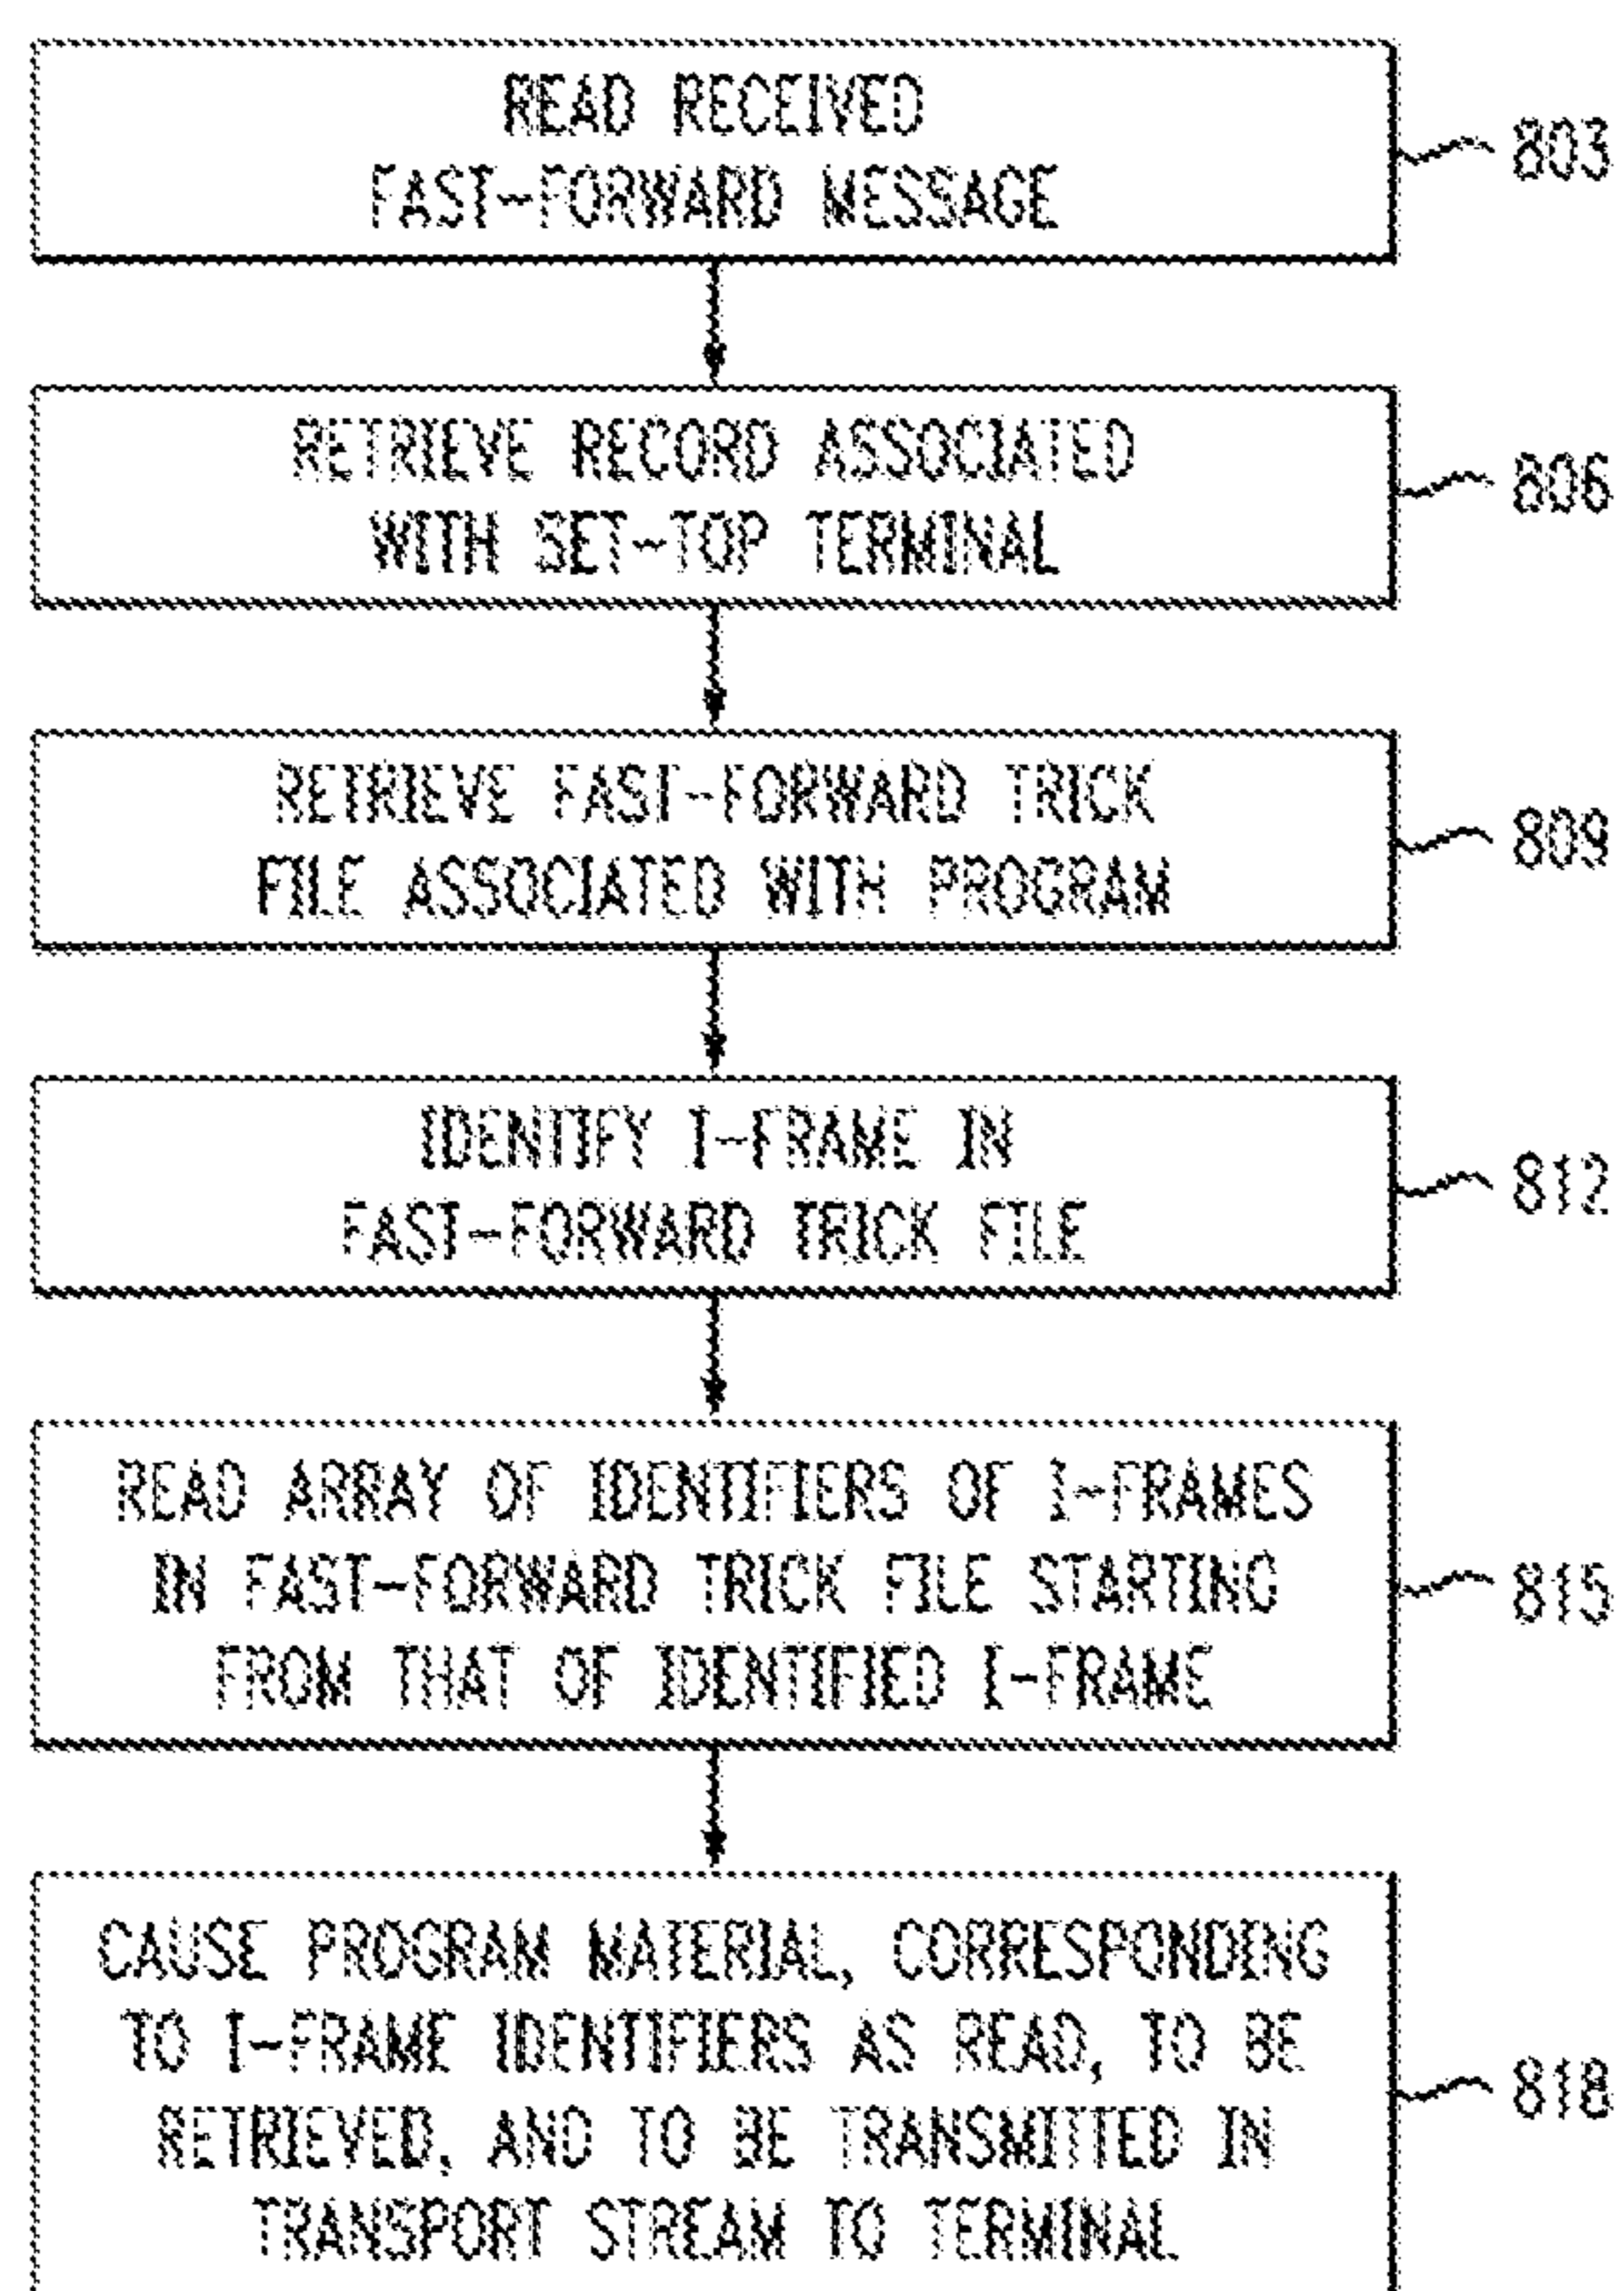 READ RECEIVED
FAST-FORWARD MESSAGE
803
RETRIEVE RECORD ASSOCIATED
WITH SET-TOP TERMINAL
806
RETRIEVE FAST-FORWARD TRICK
FILE ASSOCIATED WITH PROGRAM
809
IDENTIFY I-FRAME IN
FAST-FORWARD TRICK FILE
812
READ ARRAY OF IDENTIFIERS OF I-FRAMES
IN FAST-FORWARD TRICK FILE STARTING
FROM THAT OF IDENTIFIED I-FRAME
815
CAUSE PROGRAM MATERIAL, CORRESPONDING
TO I-FRAME IDENTIFIERS AS READ, TO BE
RETRIEVED, AND TO BE TRANSMITTED IN
TRANSPORT STREAM TO TERMINAL
818